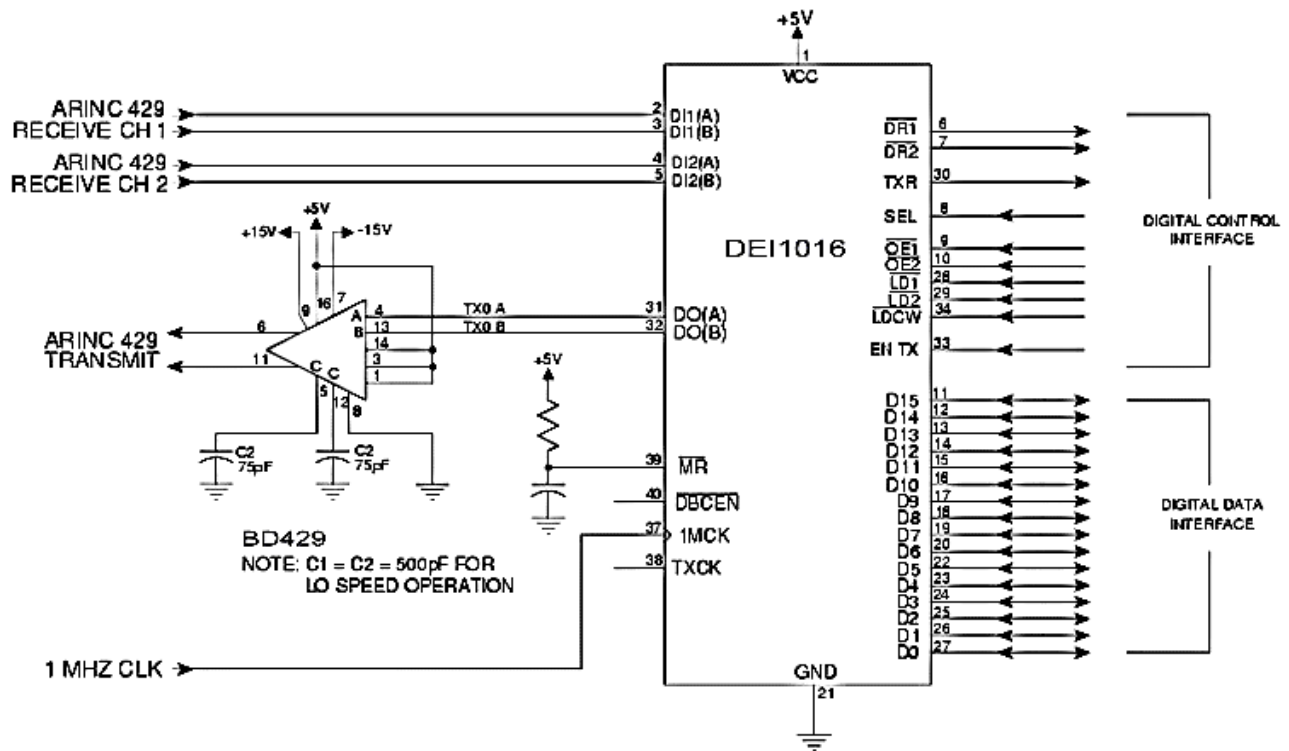 +5V
1
VCC
ARINC 429
RECEIVE CH 1
2 DI1(A)
3 DI1(B)
ARINC 429
RECEIVE CH 2
4 DI2(A)
5 DI2(B)
DR1 6
DR2 7
TXR 30
SEL 8
OE1 9
OE2 10
LD1 28
LD2 29
LDCW 34
EN TX 33
DIGITAL CONTROL
INTERFACE
DEI1016
+5V
+15V
-15V
9 16 7
A 4 TX0 A 31 DO(A)
B 13 TX0 B 32 DO(B)
14
3
1
6
11
ARINC 429
TRANSMIT
C C
5 12 8
C2
75pF
C2
75pF
+5V
39 MR
40 DBCEN
37 1MCK
38 TXCK
BD429
NOTE: C1 = C2 = 500pF FOR
LO SPEED OPERATION
1 MHZ CLK
D15 11
D14 12
D13 13
D12 14
D11 15
D10 16
D9 17
D8 18
D7 19
D6 20
D5 22
D4 23
D3 24
D2 25
D1 26
D0 27
DIGITAL DATA
INTERFACE
GND
21